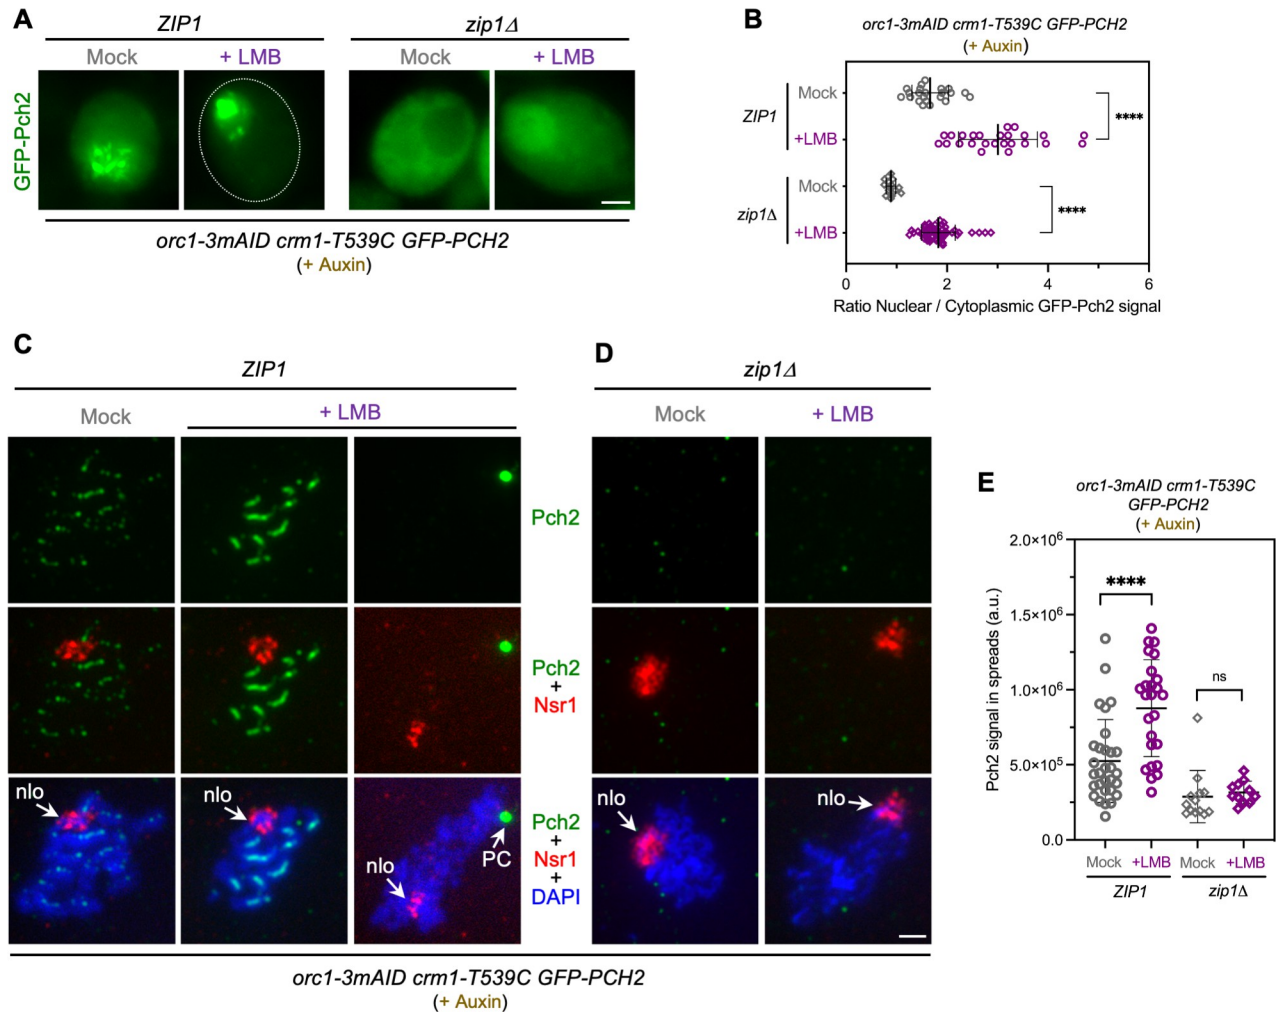 A
ZIP1
zip1Δ
Mock
+ LMB
Mock
+ LMB
GFP-Pch2
orc1-3mAID crm1-T539C GFP-PCH2
(+ Auxin)
B
orc1-3mAID crm1-T539C GFP-PCH2
(+ Auxin)
ZIP1
Mock
+LMB
****
zip1Δ
Mock
+LMB
****
0
2
4
6
Ratio Nuclear / Cytoplasmic GFP-Pch2 signal
C
ZIP1
Mock
+ LMB
Pch2
Pch2
+
Nsr1
nlo
nlo
nlo
PC
Pch2
+
Nsr1
+
DAPI
D
zip1Δ
Mock
+ LMB
nlo
nlo
orc1-3mAID crm1-T539C GFP-PCH2
(+ Auxin)
E
orc1-3mAID crm1-T539C
GFP-PCH2
(+ Auxin)
Pch2 signal in spreads (a.u.)
2.0×10⁶
1.5×10⁶
1.0×10⁶
5.0×10⁵
0.0
****
ns
Mock
+LMB
Mock
+LMB
ZIP1
zip1Δ